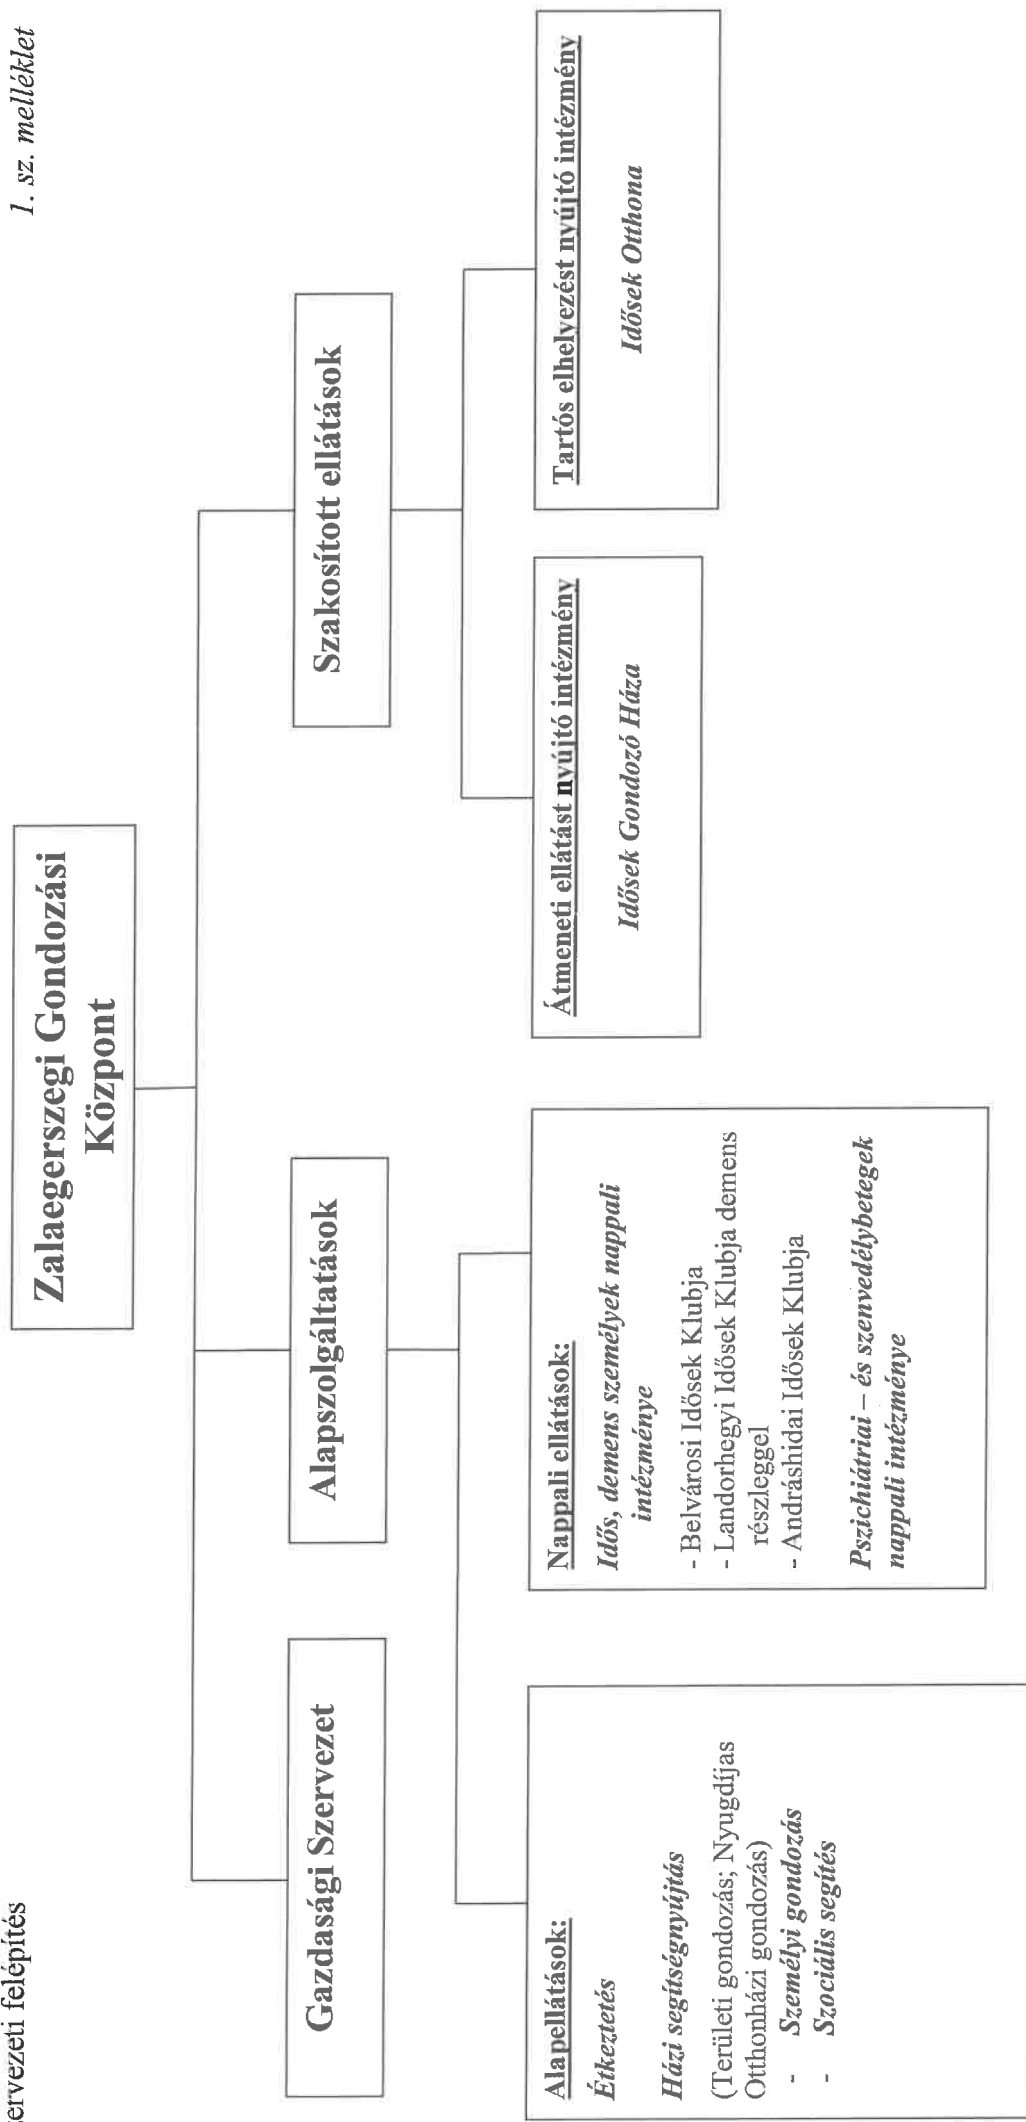 1. sz. melléklet
ervezeti felépítés
Zalaegerszegi Gondozási
Központ
Gazdasági Szervezet
Alapszolgáltatások
Szakosított ellátások
Alapellátások:
Étkeztetés
Házi segítségnyújtás
(Területi gondozás; Nyugdíjas
Otthonházi gondozás)
- Személyi gondozás
- Szociális segítés
Nappali ellátások:
Idős, demens személyek nappali
intézménye
- Belvárosi Idősek Klubja
- Landorhegyi Idősek Klubja demens
részleggel
- Andráshidai Idősek Klubja
Pszichiátriai – és szenvedélybetegek
nappali intézménye
Átmeneti ellátást nyújtó intézmény
Idősek Gondozó Háza
Tartós elhelyezést nyújtó intézmény
Idősek Otthona